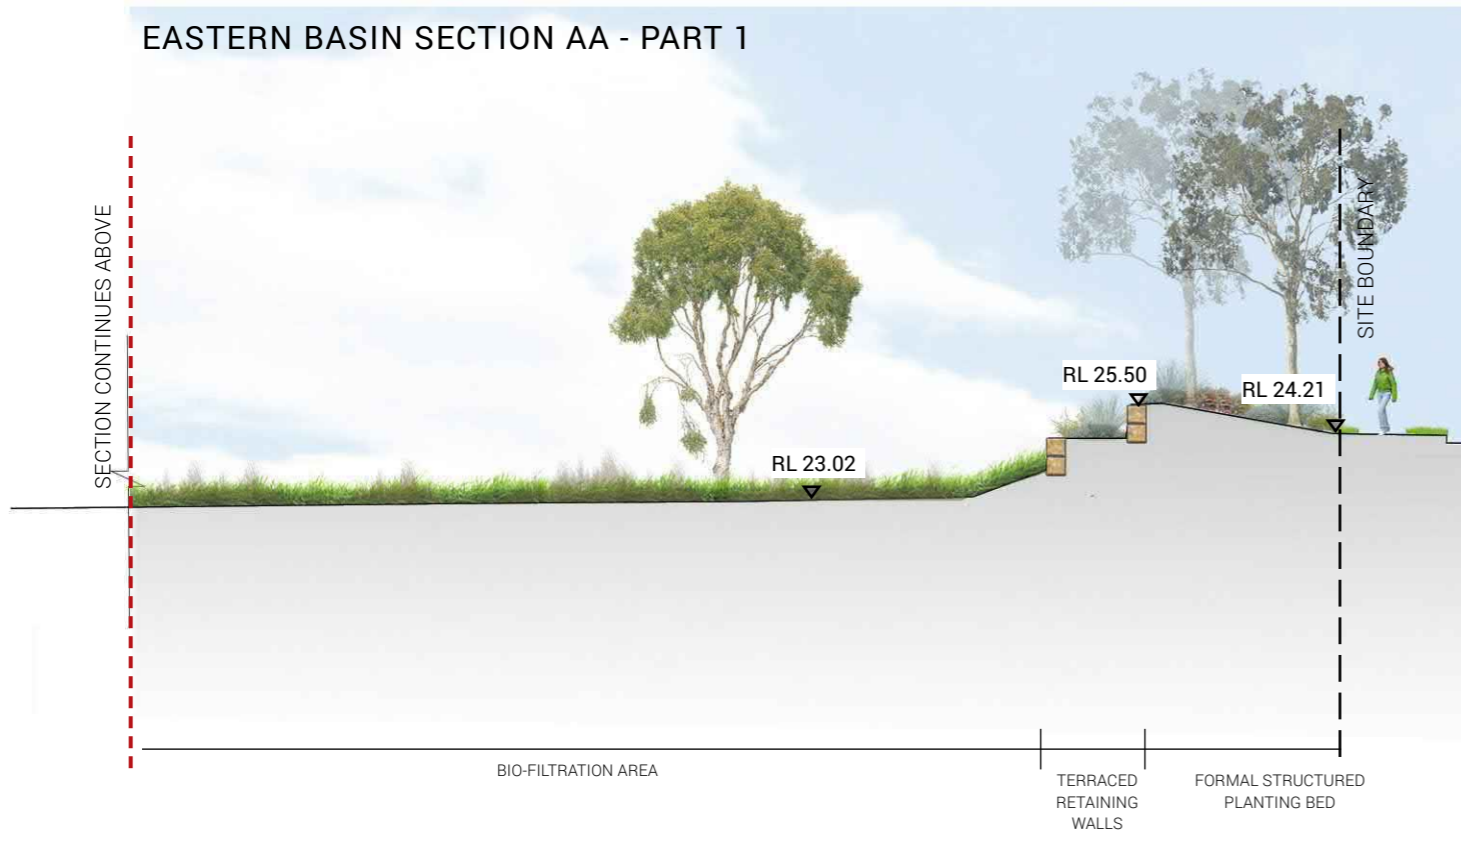 EASTERN BASIN SECTION AA - PART 1
SECTION CONTINUES ABOVE
SITE BOUNDARY
RL 25.50
RL 24.21
RL 23.02
BIO-FILTRATION AREA
TERRACED
RETAINING
WALLS
FORMAL STRUCTURED
PLANTING BED